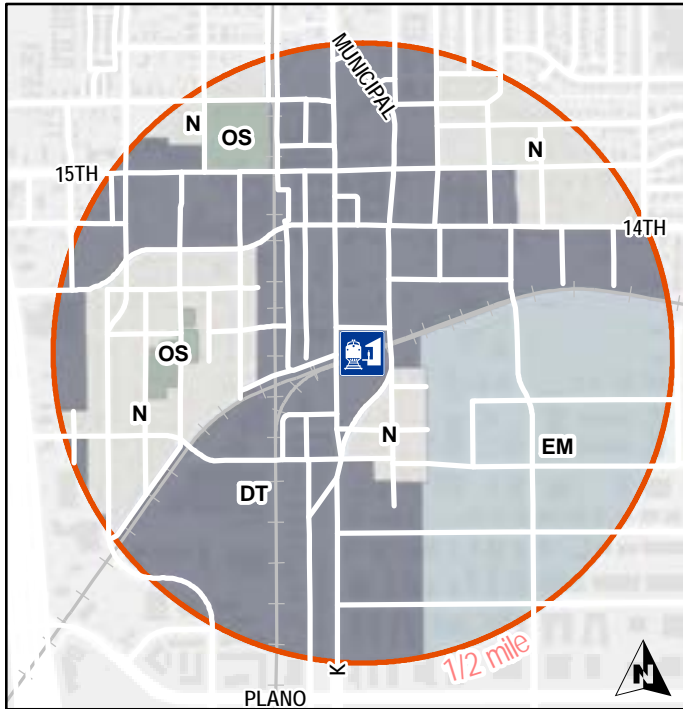 MUNICIPAL
N
OS
N
15TH
14TH
OS
N
N
EM
DT
1/2 mile
K
PLANO
N